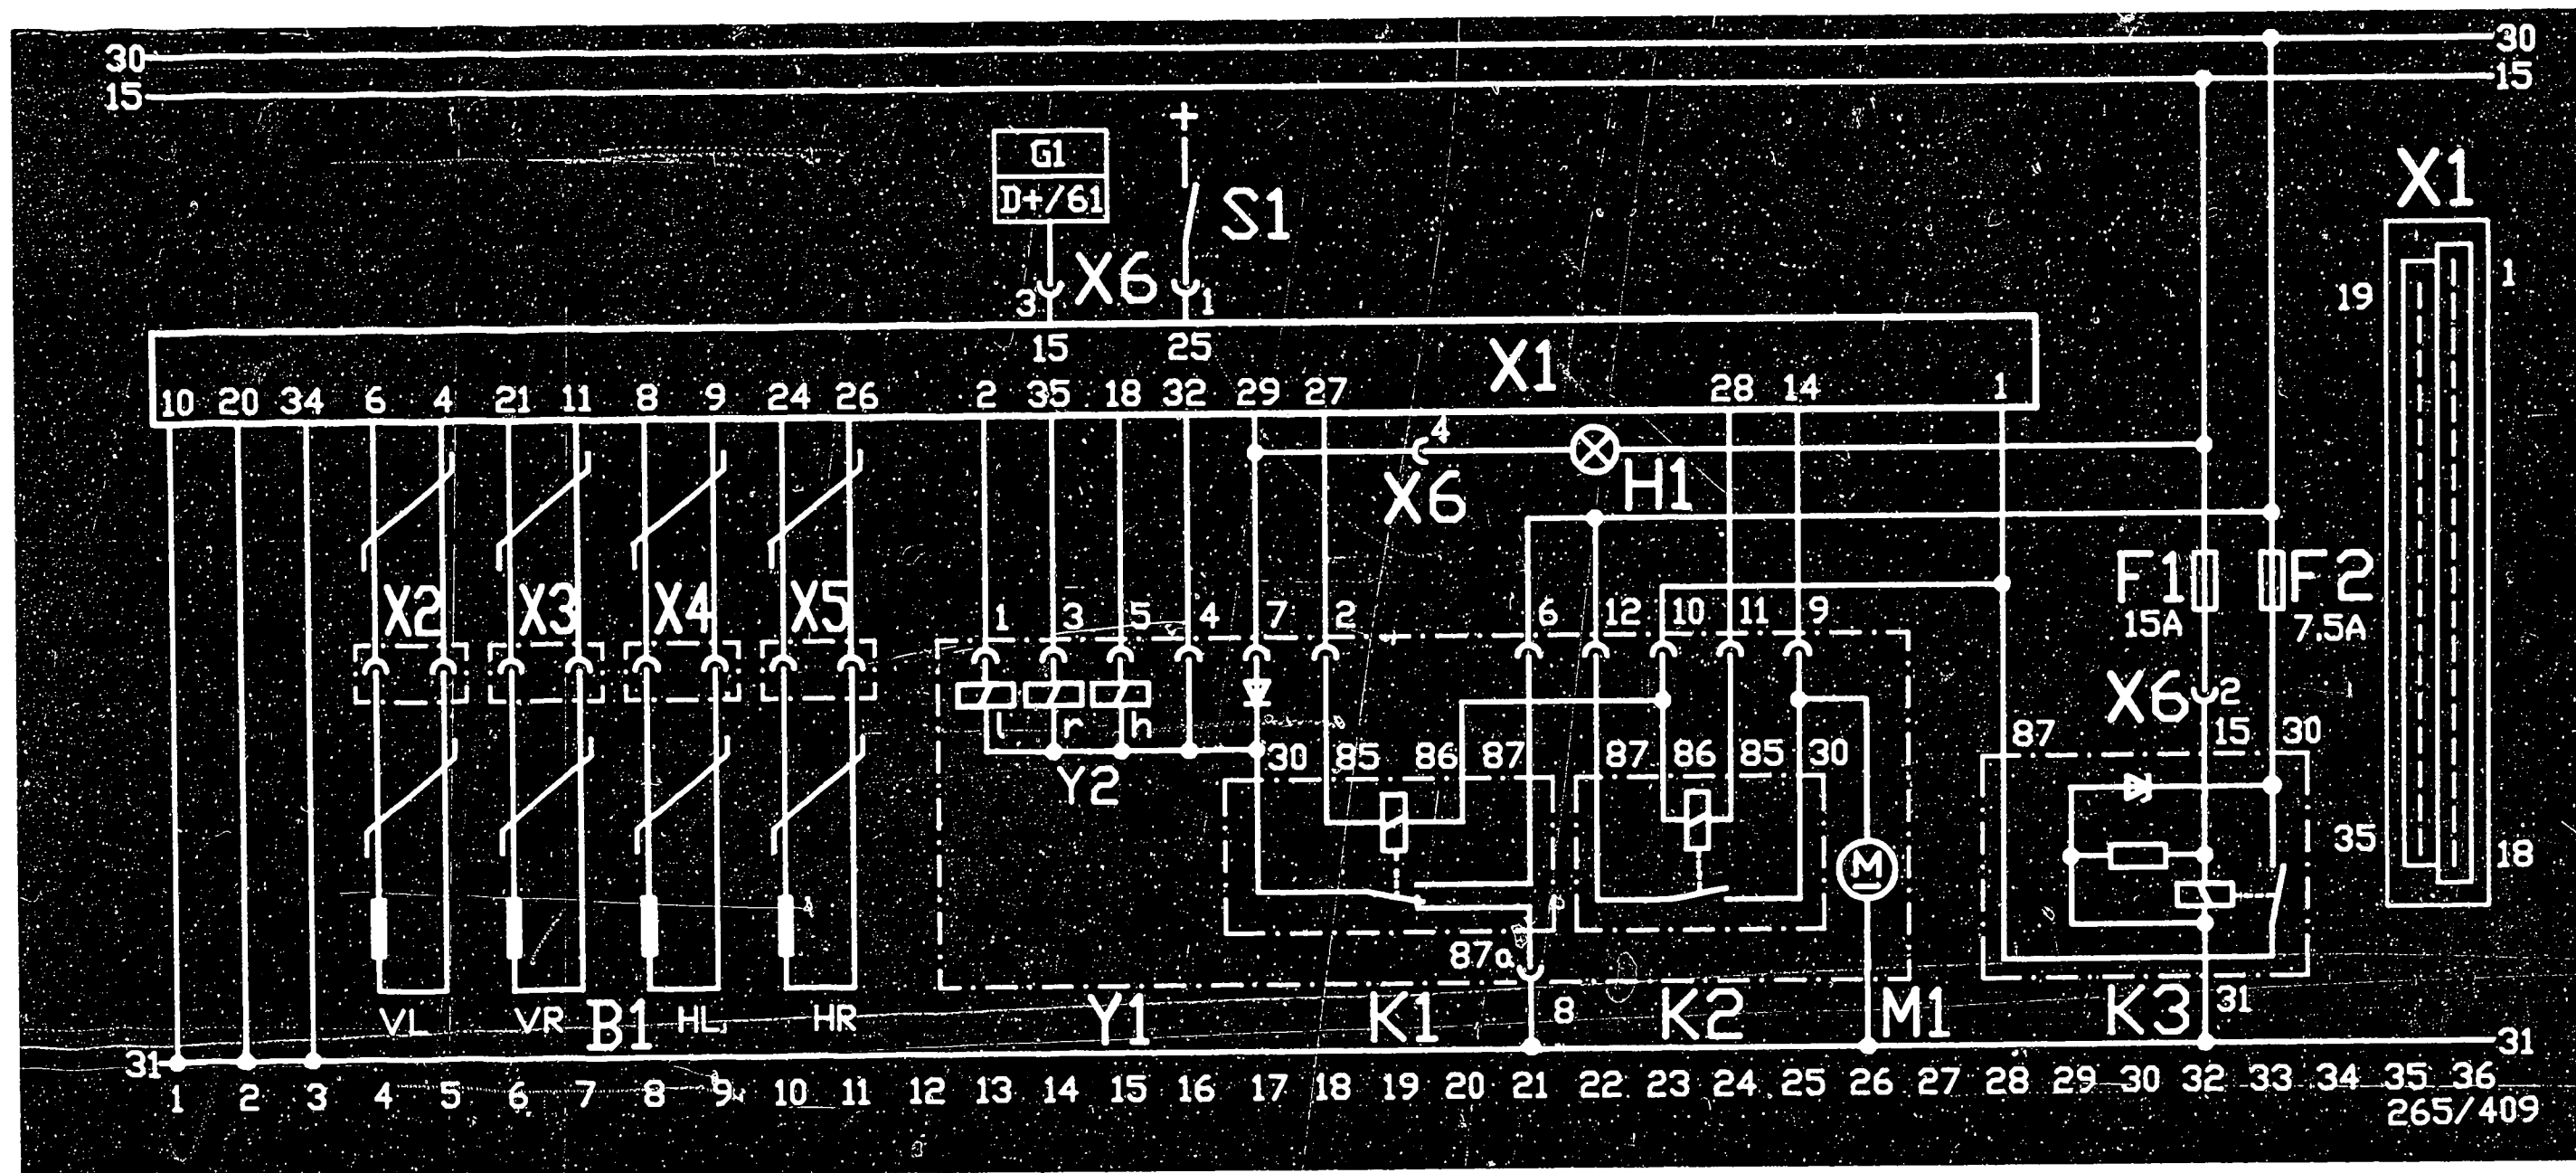 30 30
15 15
+
G1
D+/61
S1
X1
3 X6 1
19 1
15 25
X1
10 20 34 6 4 21 11 8 9 24 26 2 35 18 32 29 27 28 14 1
4
X6 H1
F1 F2
15A 7.5A
X2 X3 X4 X5
1 3 5 4 7 2 6 12 10 11 9
X6 2
l r h
87 15 30
30 85 86 87 87 86 85 30
Y2
35 18
M
87a
8
31
VL VR B1 HL HR Y1 K1 K2 M1 K3
31 31
1 2 3 4 5 6 7 8 9 10 11 12 13 14 15 16 17 18 19 20 21 22 23 24 25 26 27 28 29 30 32 33 34 35 36
265/409